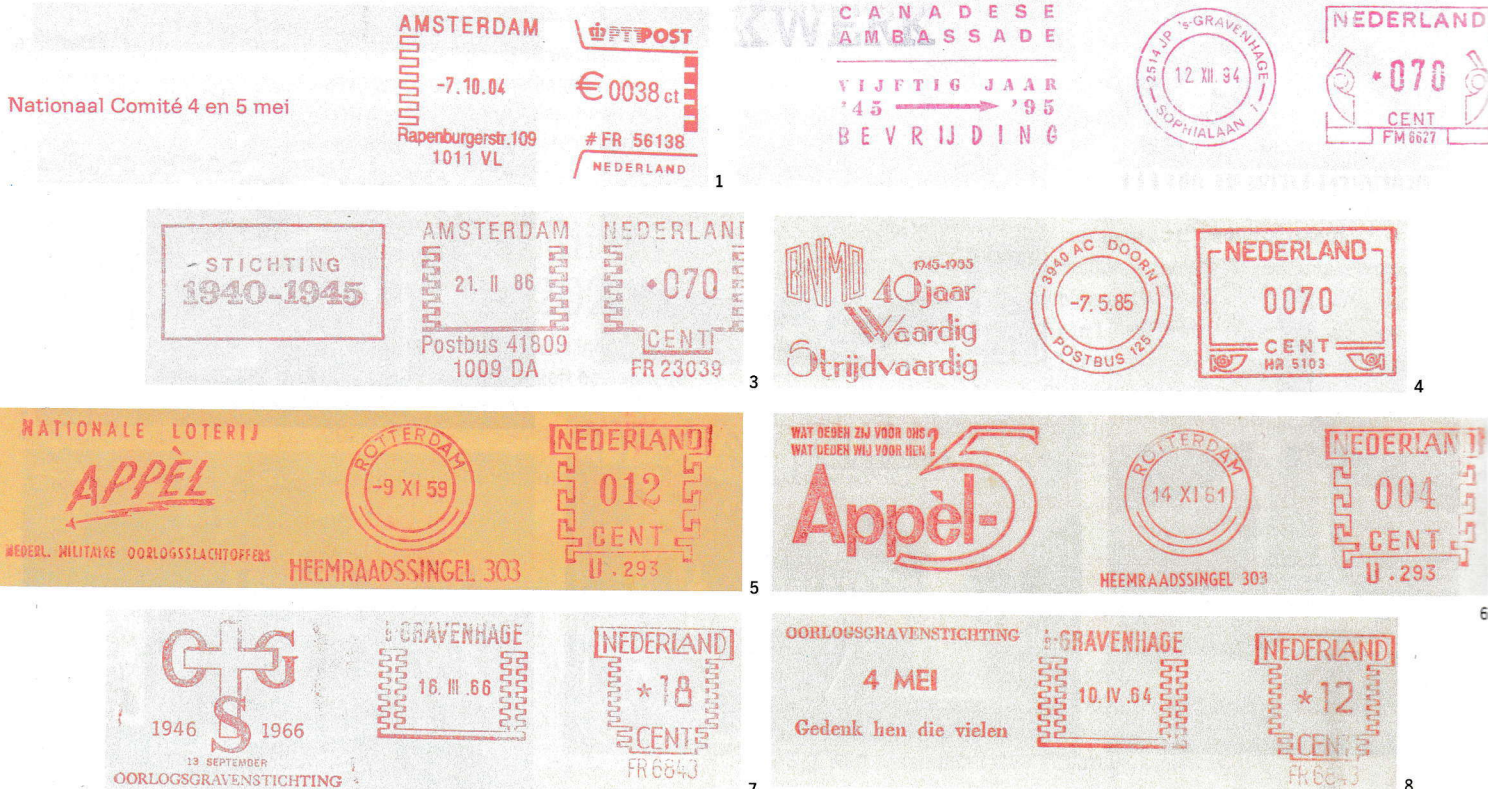 Nationaal Comité 4 en 5 mei
AMSTERDAM
-7.10.04
Rapenburgerstr.109
1011 VL
PTT POST
€ 0038 ct
# FR 56138
NEDERLAND
1
CANADESE
AMBASSADE
VIJFTIG JAAR
'45 '95
BEVRIJDING
2514 JP 's-GRAVENHAGE
12 XII. 94
SOPHIALAAN 7
NEDERLAND
*070
CENT
FM 6627
- STICHTING
1940-1945
AMSTERDAM
21. II 86
Postbus 41809
1009 DA
NEDERLAND
070
CENT
FR 23039
3
BNMO
1945-1985
40 jaar
Waardig
Strijdvaardig
3940 AC DOORN
-7.5.85
POSTBUS 125
NEDERLAND
0070
CENT
HR 5103
4
NATIONALE LOTERIJ
APPÈL
NEDERL. MILITAIRE OORLOGSSLACHTOFFERS
ROTTERDAM
-9 XI 59
HEEMRAADSSINGEL 303
NEDERLAND
012
CENT
U.293
5
WAT DEDEN ZIJ VOOR ONS
WAT DEDEN WIJ VOOR HEN ?
Appèl-5
ROTTERDAM
14 XI 61
HEEMRAADSSINGEL 303
NEDERLAND
004
CENT
U.293
6
O G
S
1946 1966
13 SEPTEMBER
OORLOGSGRAVENSTICHTING
's-GRAVENHAGE
16. III .66
NEDERLAND
*18
CENT
FR 6843
7
OORLOGSGRAVENSTICHTING
4 MEI
Gedenk hen die vielen
's-GRAVENHAGE
10. IV .64
NEDERLAND
*12
CENT
FR 6843
8